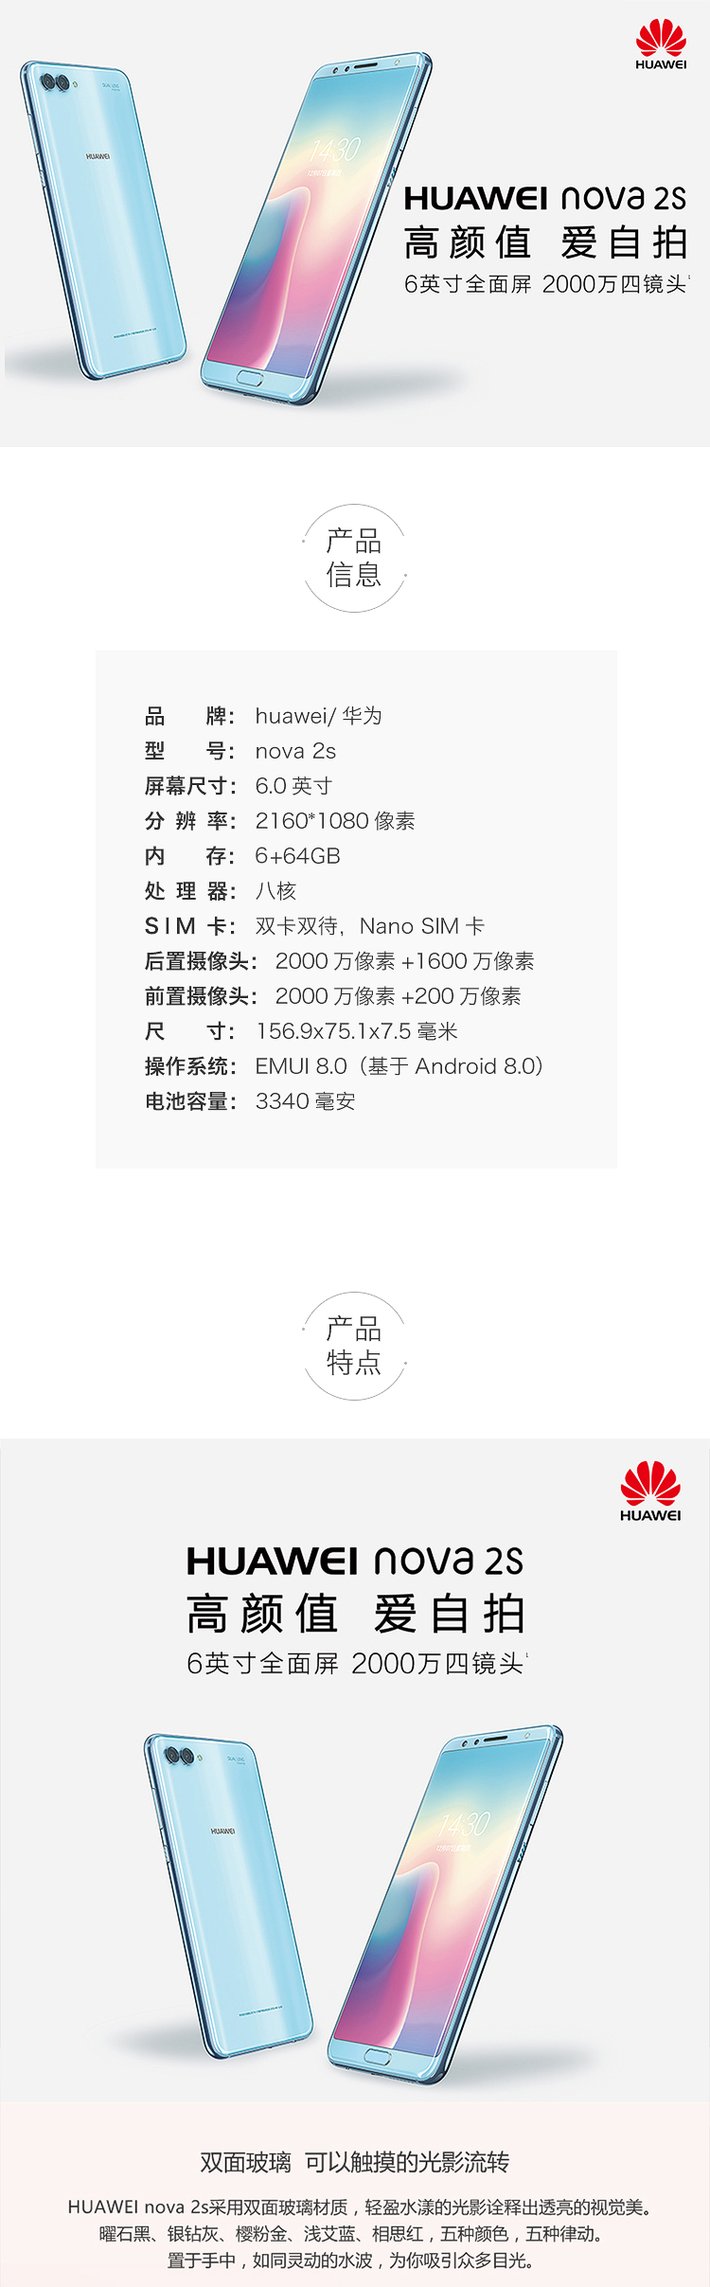 HUAWEI
DUAL LENS
HUAWEI
14:30
HUAWEI nova 2s
高颜值 爱自拍
6英寸全面屏 2000万四镜头¹
产品
信息
品 牌： huawei/ 华为
型 号： nova 2s
屏幕尺寸： 6.0 英寸
分 辨 率： 2160*1080 像素
内 存： 6+64GB
处 理 器： 八核
SIM 卡： 双卡双待，Nano SIM 卡
后置摄像头： 2000 万像素 +1600 万像素
前置摄像头： 2000 万像素 +200 万像素
尺 寸： 156.9x75.1x7.5 毫米
操作系统： EMUI 8.0（基于 Android 8.0）
电池容量： 3340 毫安
产品
特点
HUAWEI
HUAWEI nova 2s
高颜值 爱自拍
6英寸全面屏 2000万四镜头¹
DUAL LENS
HUAWEI
14:30
双面玻璃 可以触摸的光影流转
HUAWEI nova 2s采用双面玻璃材质，轻盈水漾的光影诠释出透亮的视觉美。
曜石黑、银钻灰、樱粉金、浅艾蓝、相思红，五种颜色，五种律动。
置于手中，如同灵动的水波，为你吸引众多目光。